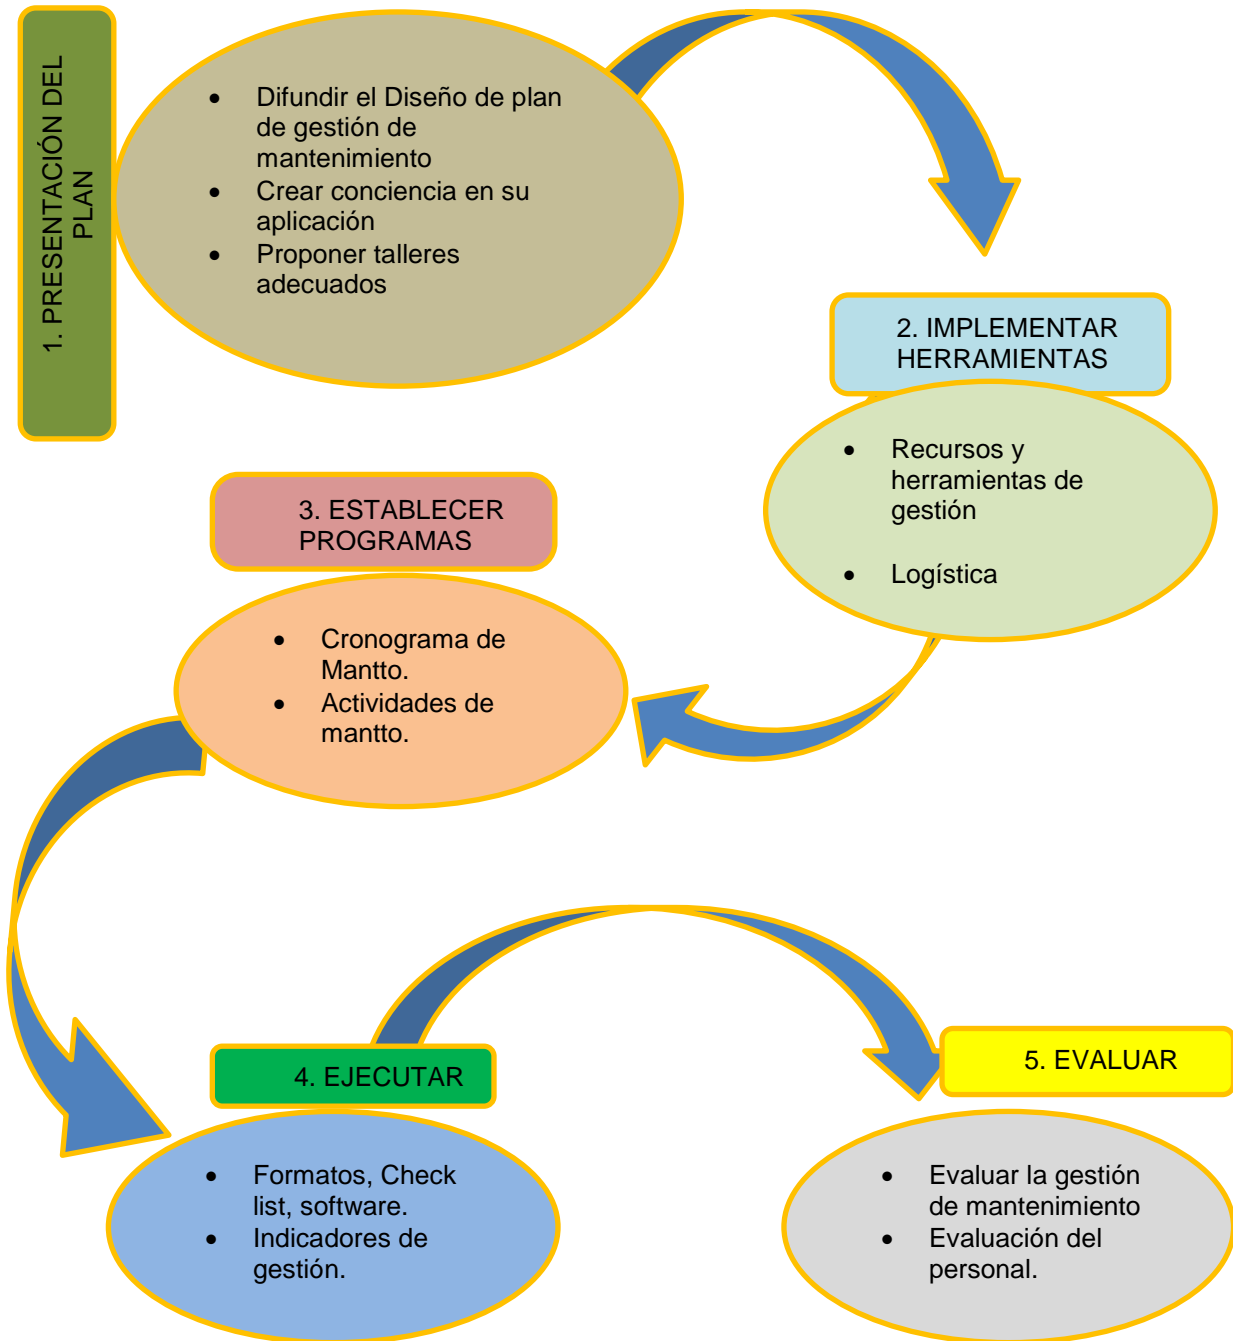 1. PRESENTACIÓN DEL
PLAN
• Difundir el Diseño de plan
de gestión de
mantenimiento
• Crear conciencia en su
aplicación
• Proponer talleres
adecuados
2. IMPLEMENTAR
HERRAMIENTAS
• Recursos y
herramientas de
gestión
• Logística
3. ESTABLECER
PROGRAMAS
• Cronograma de
Mantto.
• Actividades de
mantto.
4. EJECUTAR
• Formatos, Check
list, software.
• Indicadores de
gestión.
5. EVALUAR
• Evaluar la gestión
de mantenimiento
• Evaluación del
personal.